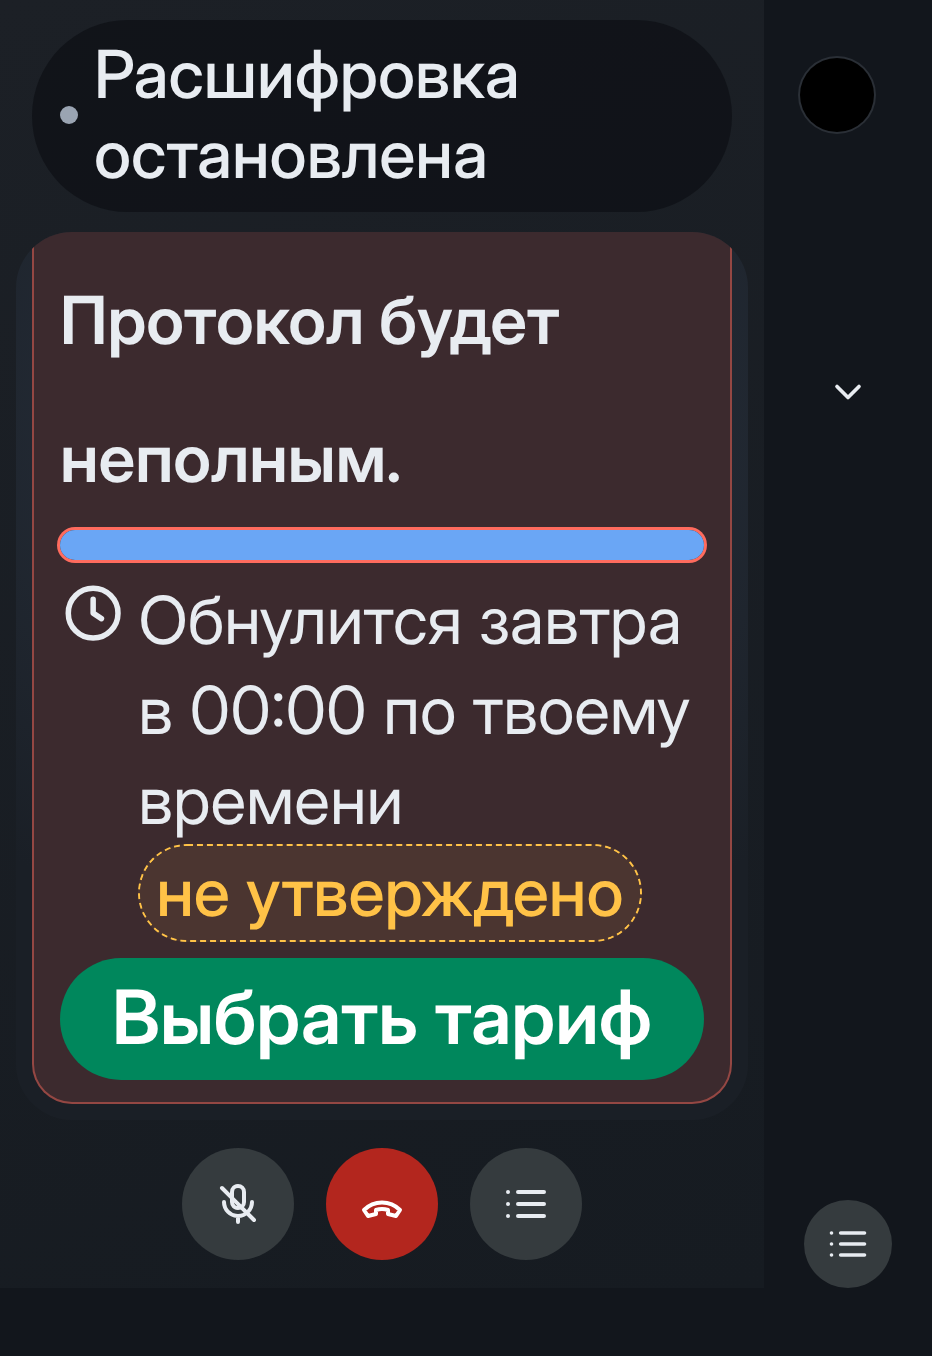 Расшифровка
остановлена
Протокол будет
неполным.
Обнулится завтра
в 00:00 по твоему
времени
не утверждено
Выбрать тариф